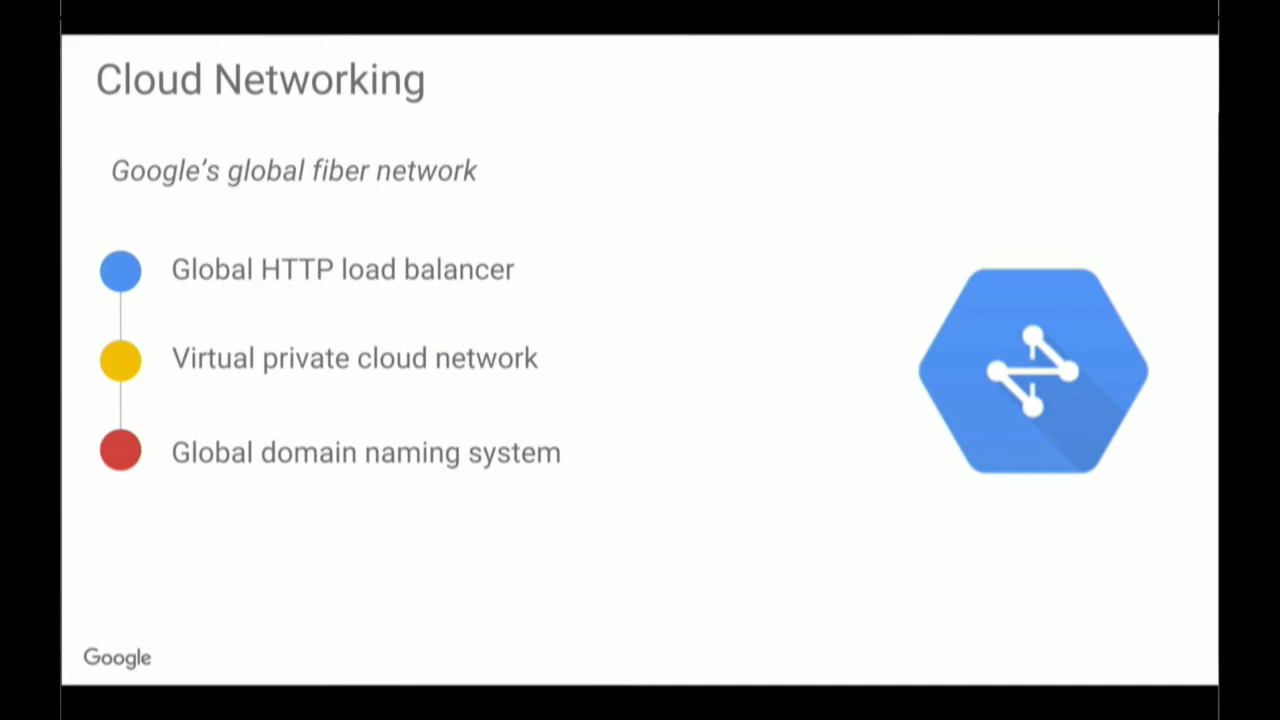 Cloud Networking
Google's global fiber network
Global HTTP load balancer
Virtual private cloud network
Global domain naming system
Google